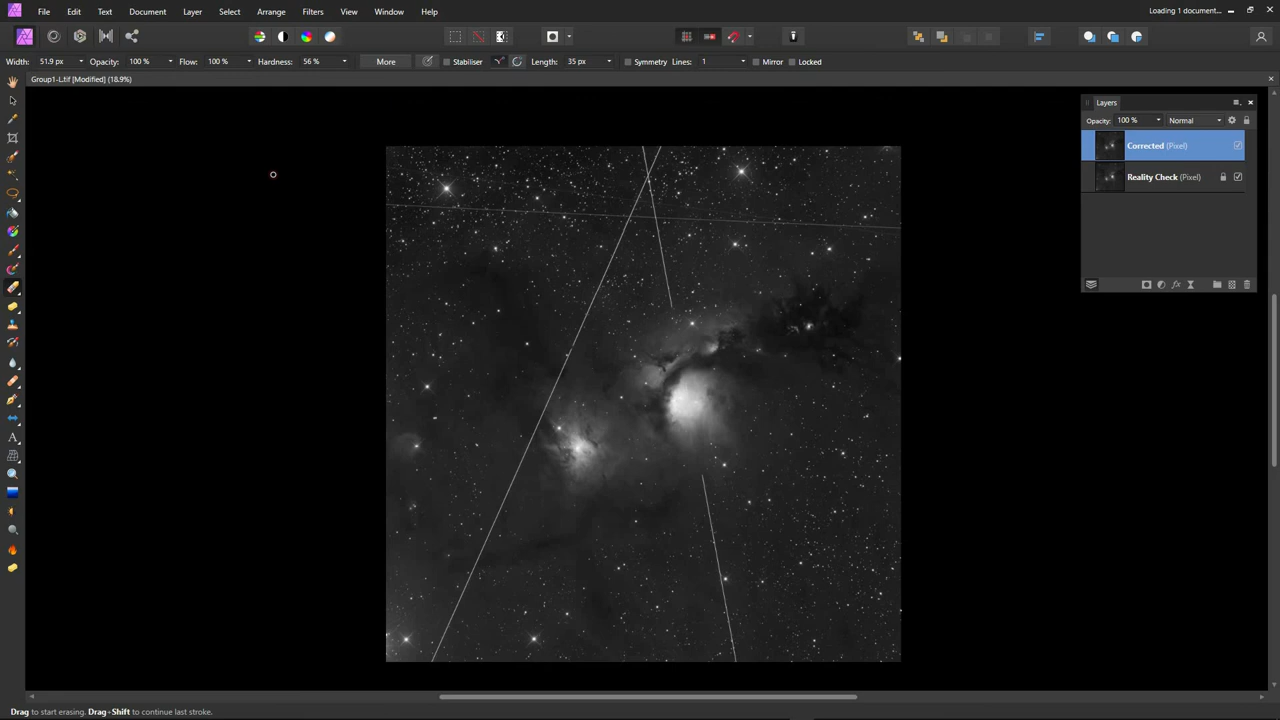 File Edit Text Document Layer Select Arrange Filters View Window Help Loading 1 document...
Width: 51.9 px Opacity: 100 % Flow: 100 % Hardness: 56 % More Stabiliser Length: 35 px Symmetry Lines: 1 Mirror Locked
Group1-L.tif [Modified] (18.9%)
Layers
Opacity: 100 % Normal
Corrected (Pixel)
Reality Check (Pixel)
A
Drag to start erasing. Drag+Shift to continue last stroke.